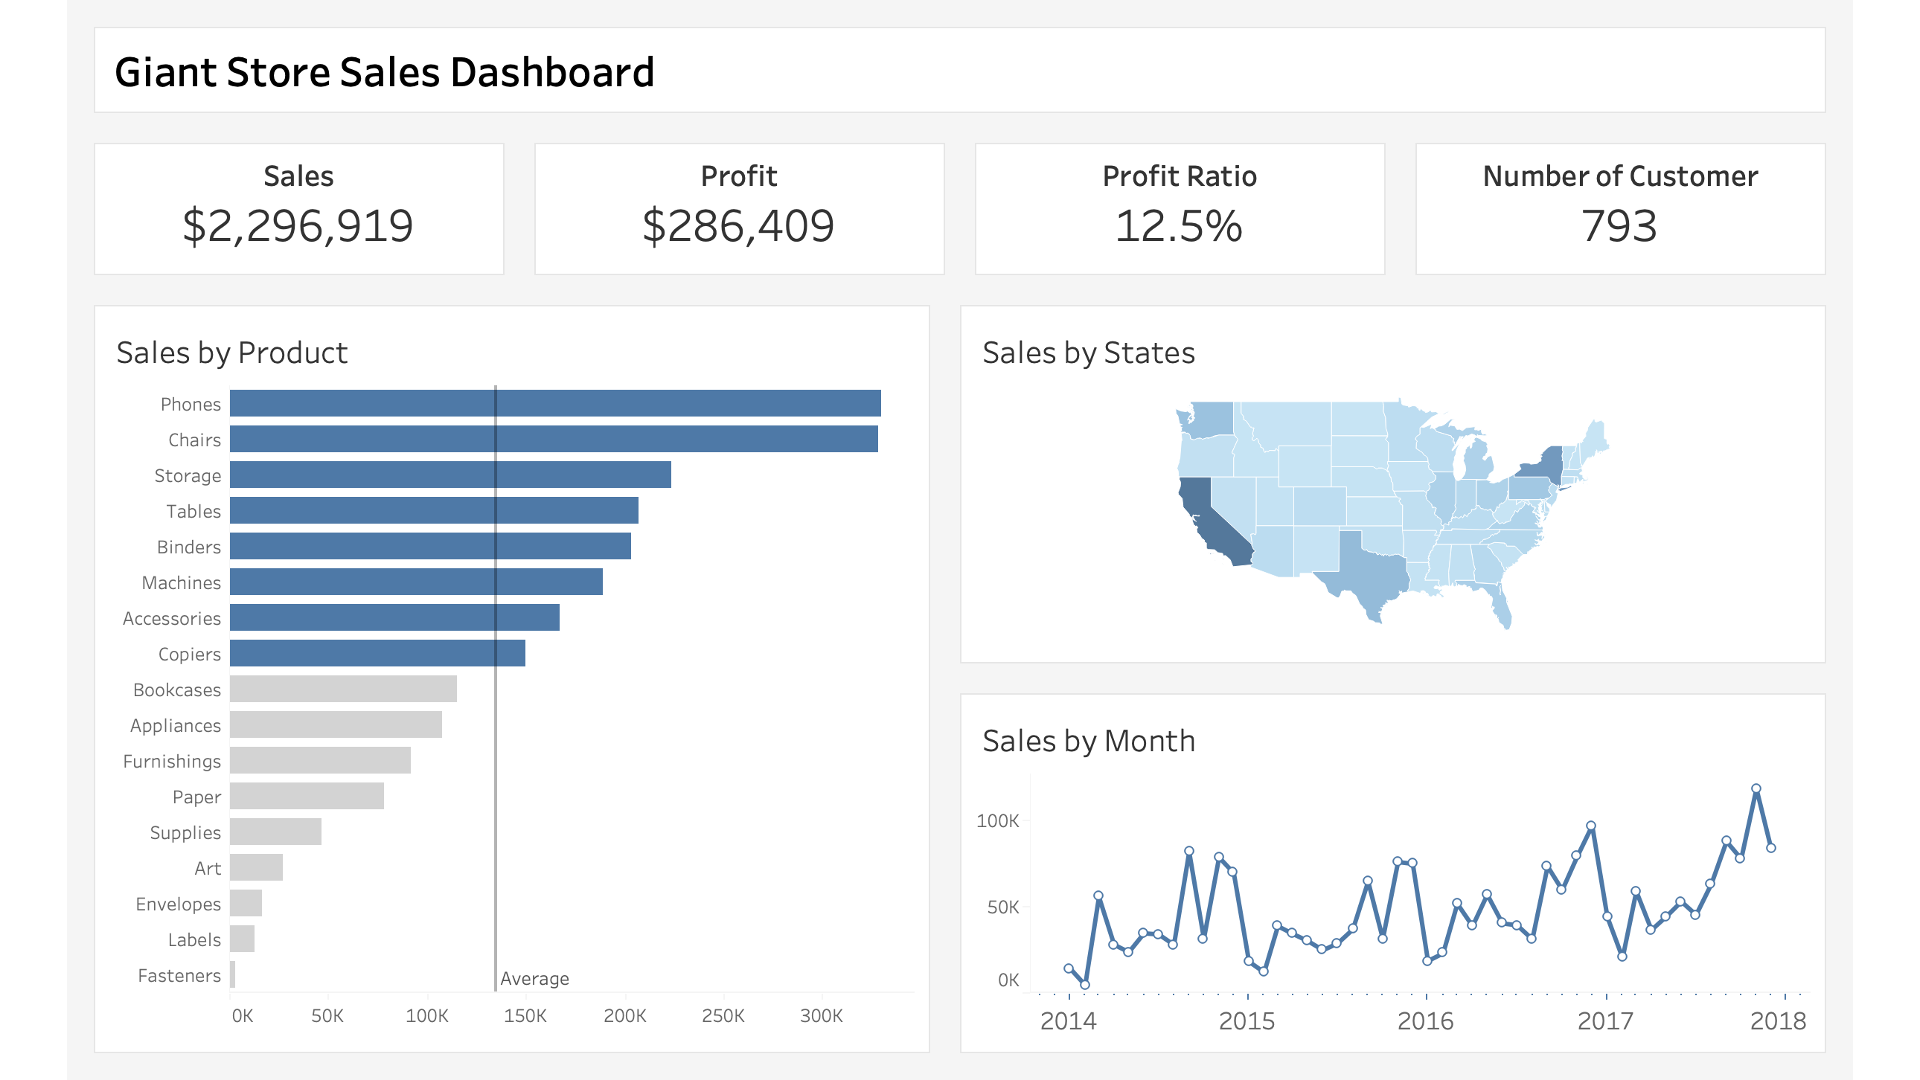 Giant Store Sales Dashboard
Sales
$2,296,919
Profit
$286,409
Profit Ratio
12.5%
Number of Customer
793
Sales by Product
Phones
Chairs
Storage
Tables
Binders
Machines
Accessories
Copiers
Bookcases
Appliances
Furnishings
Paper
Supplies
Art
Envelopes
Labels
Fasteners
Average
0K 50K 100K 150K 200K 250K 300K
Sales by States
Sales by Month
100K
50K
0K
2014 2015 2016 2017 2018